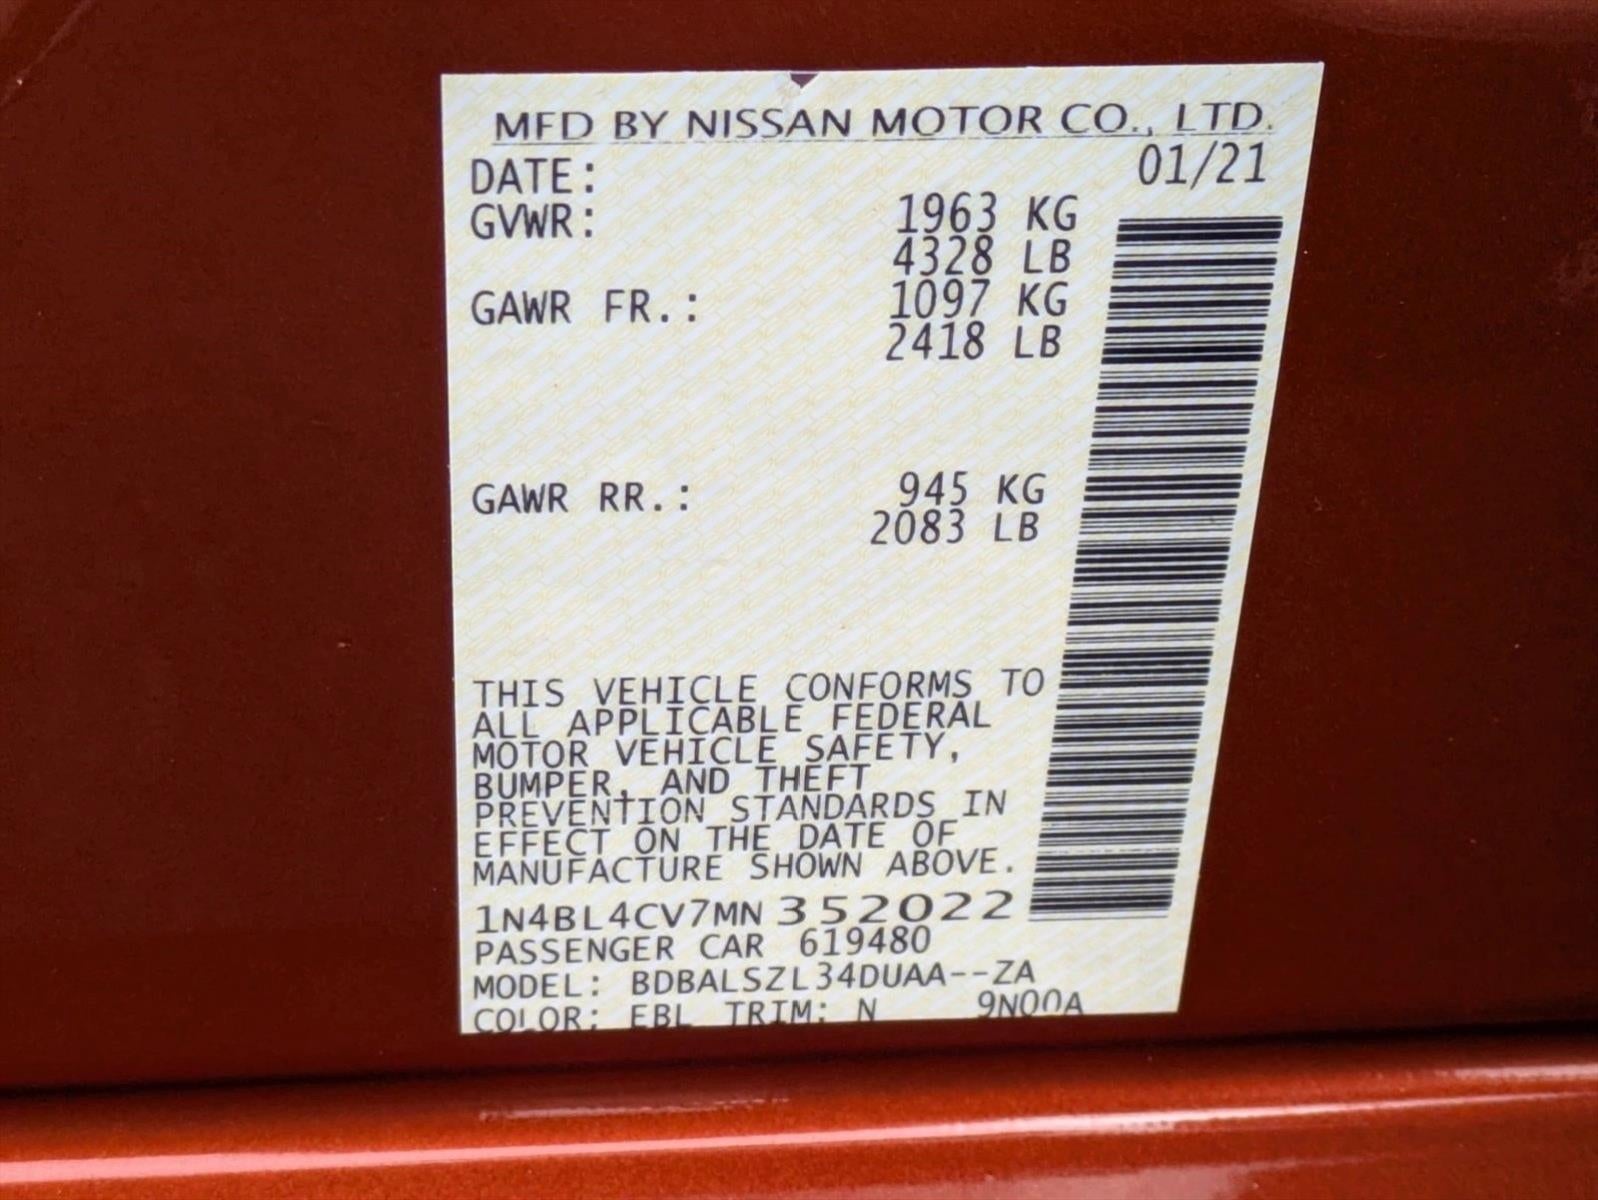 MFD BY NISSAN MOTOR CO., LTD.
DATE: 01/21
GVWR: 1963 KG
4328 LB
GAWR FR.: 1097 KG
2418 LB
GAWR RR.: 945 KG
2083 LB
THIS VEHICLE CONFORMS TO
ALL APPLICABLE FEDERAL
MOTOR VEHICLE SAFETY,
BUMPER, AND THEFT
PREVENTION STANDARDS IN
EFFECT ON THE DATE OF
MANUFACTURE SHOWN ABOVE.
1N4BL4CV7MN352022
PASSENGER CAR 619480
MODEL: BDBALSZL34DUAA--ZA
COLOR: EBL TRIM: N 9N00A